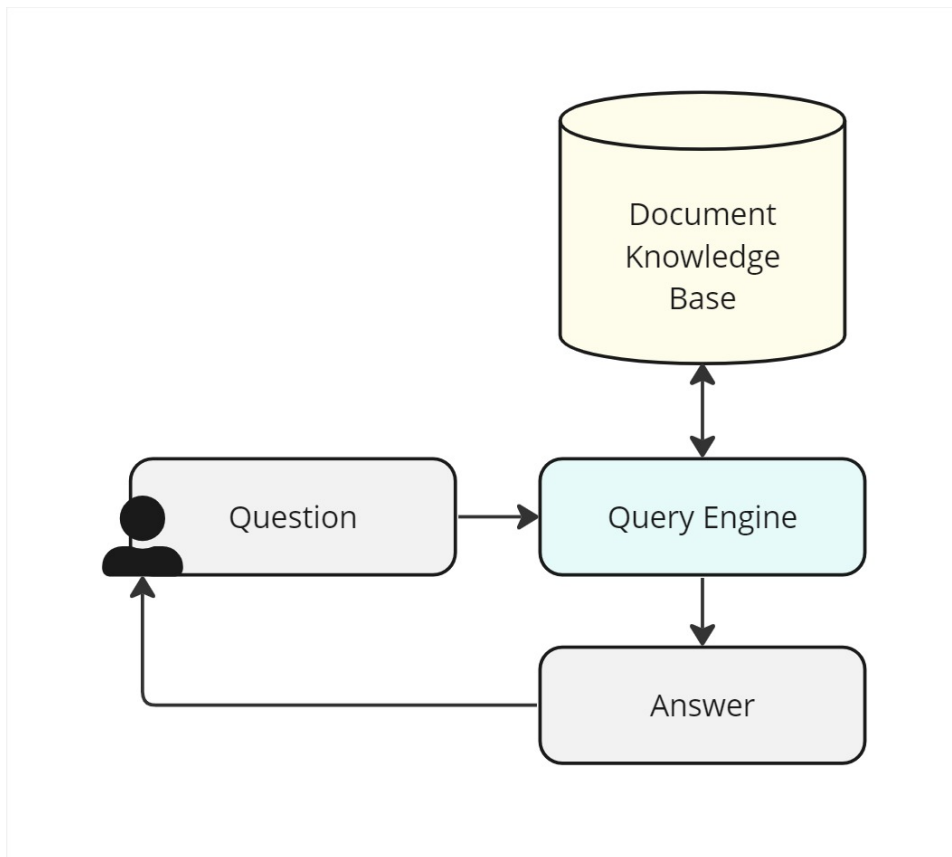 Document
Knowledge
Base
Question
Query Engine
Answer